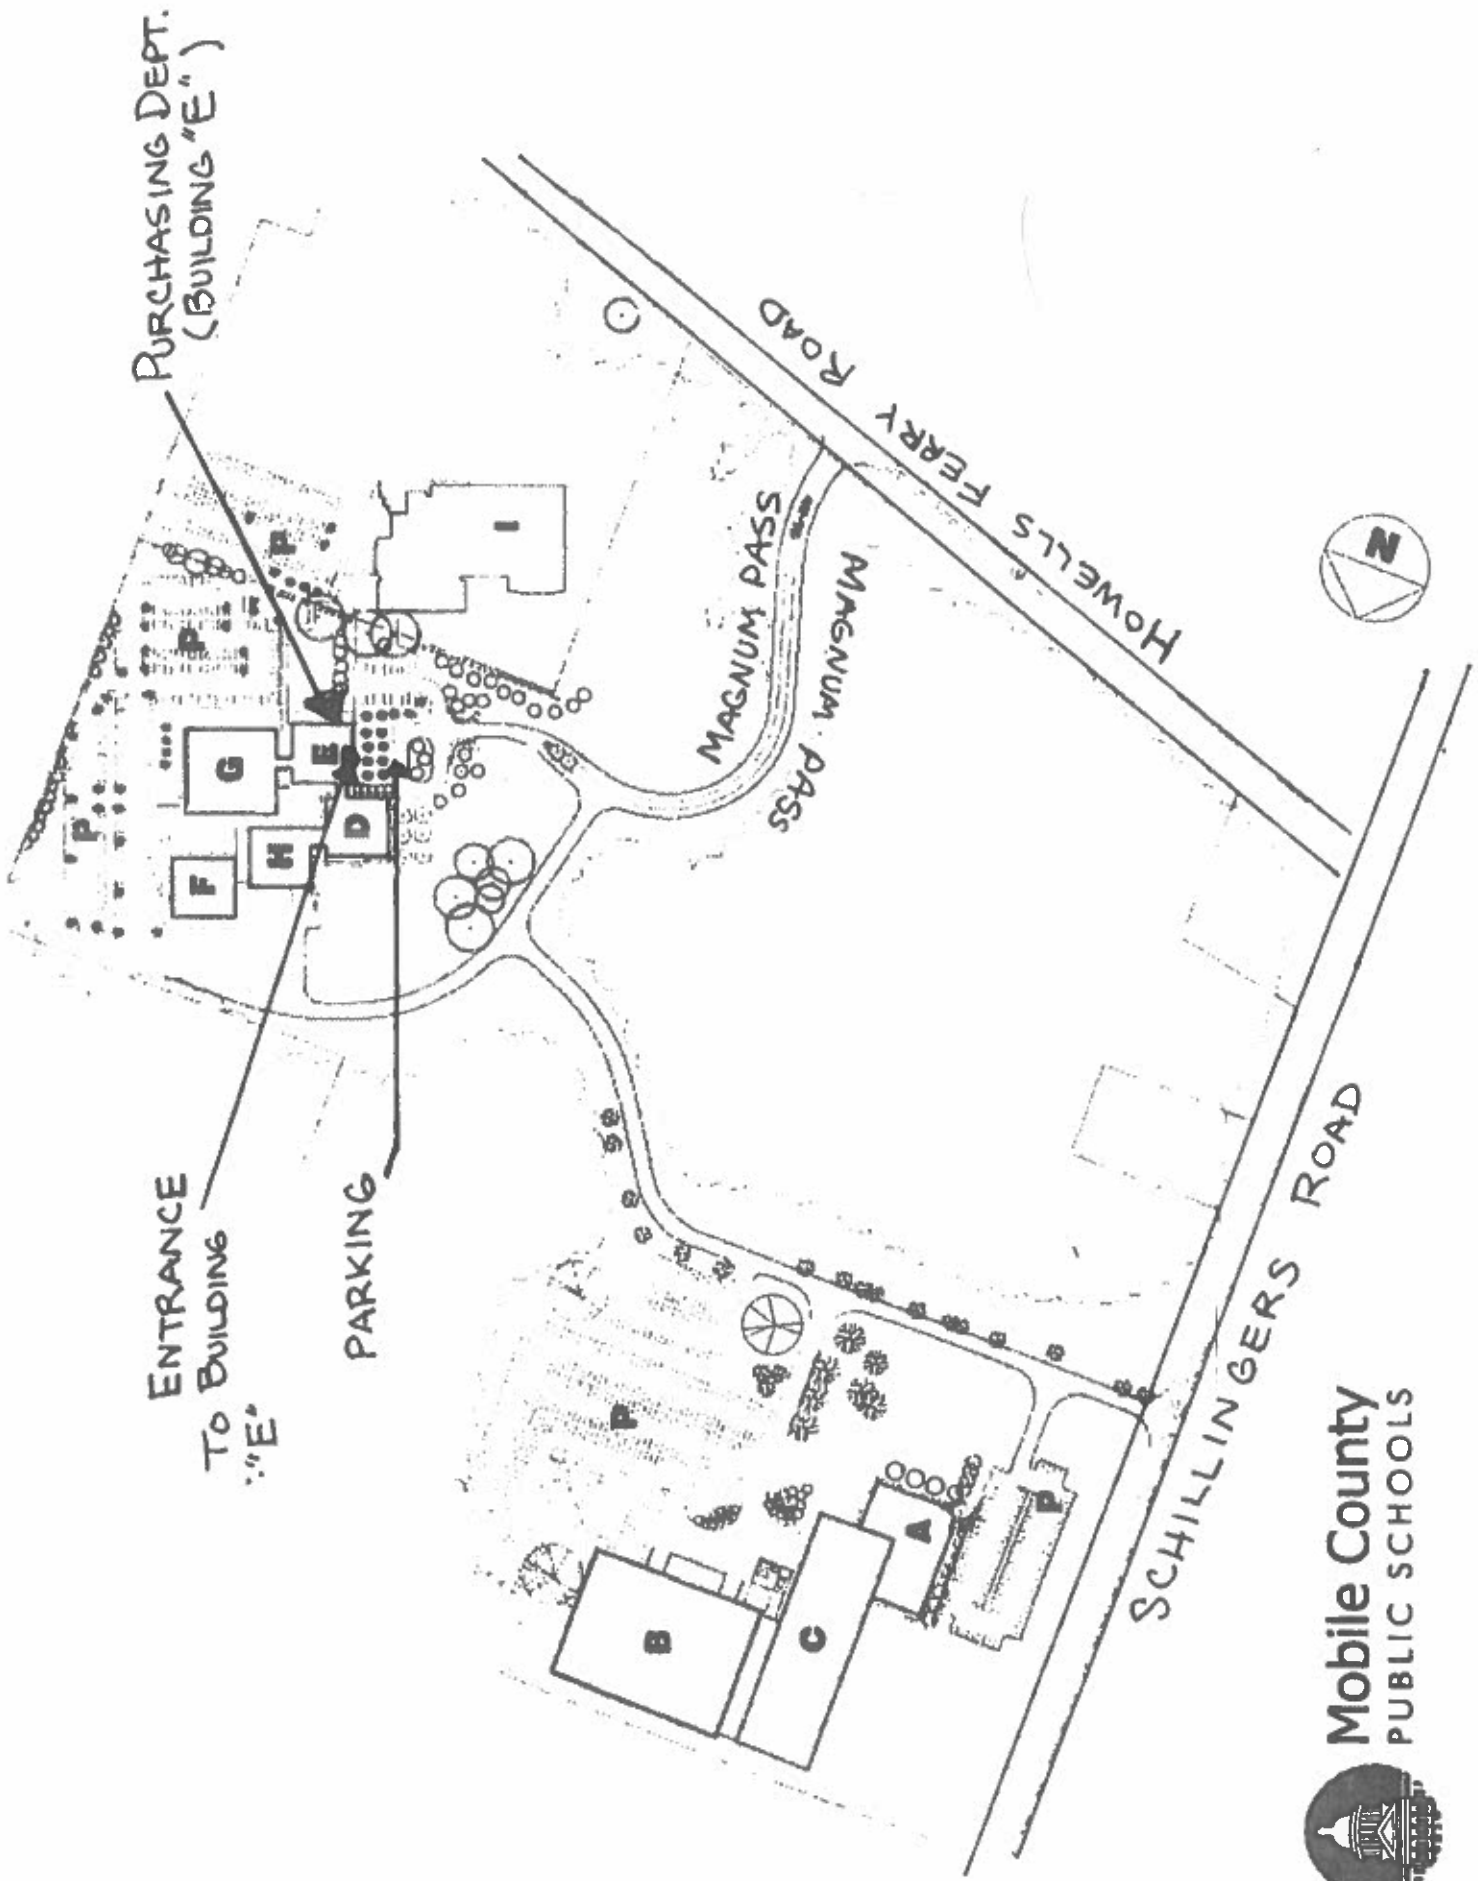 PURCHASING DEPT.
(BUILDING "E")
ENTRANCE
TO BUILDING
"E"
PARKING
P
P
P
G
E
F
H
D
I
MAGNUM PASS
MAGNUM PASS
HOWELLS FERRY ROAD
N
P
B
C
A
P
SCHILLINGERS ROAD
Mobile County
PUBLIC SCHOOLS